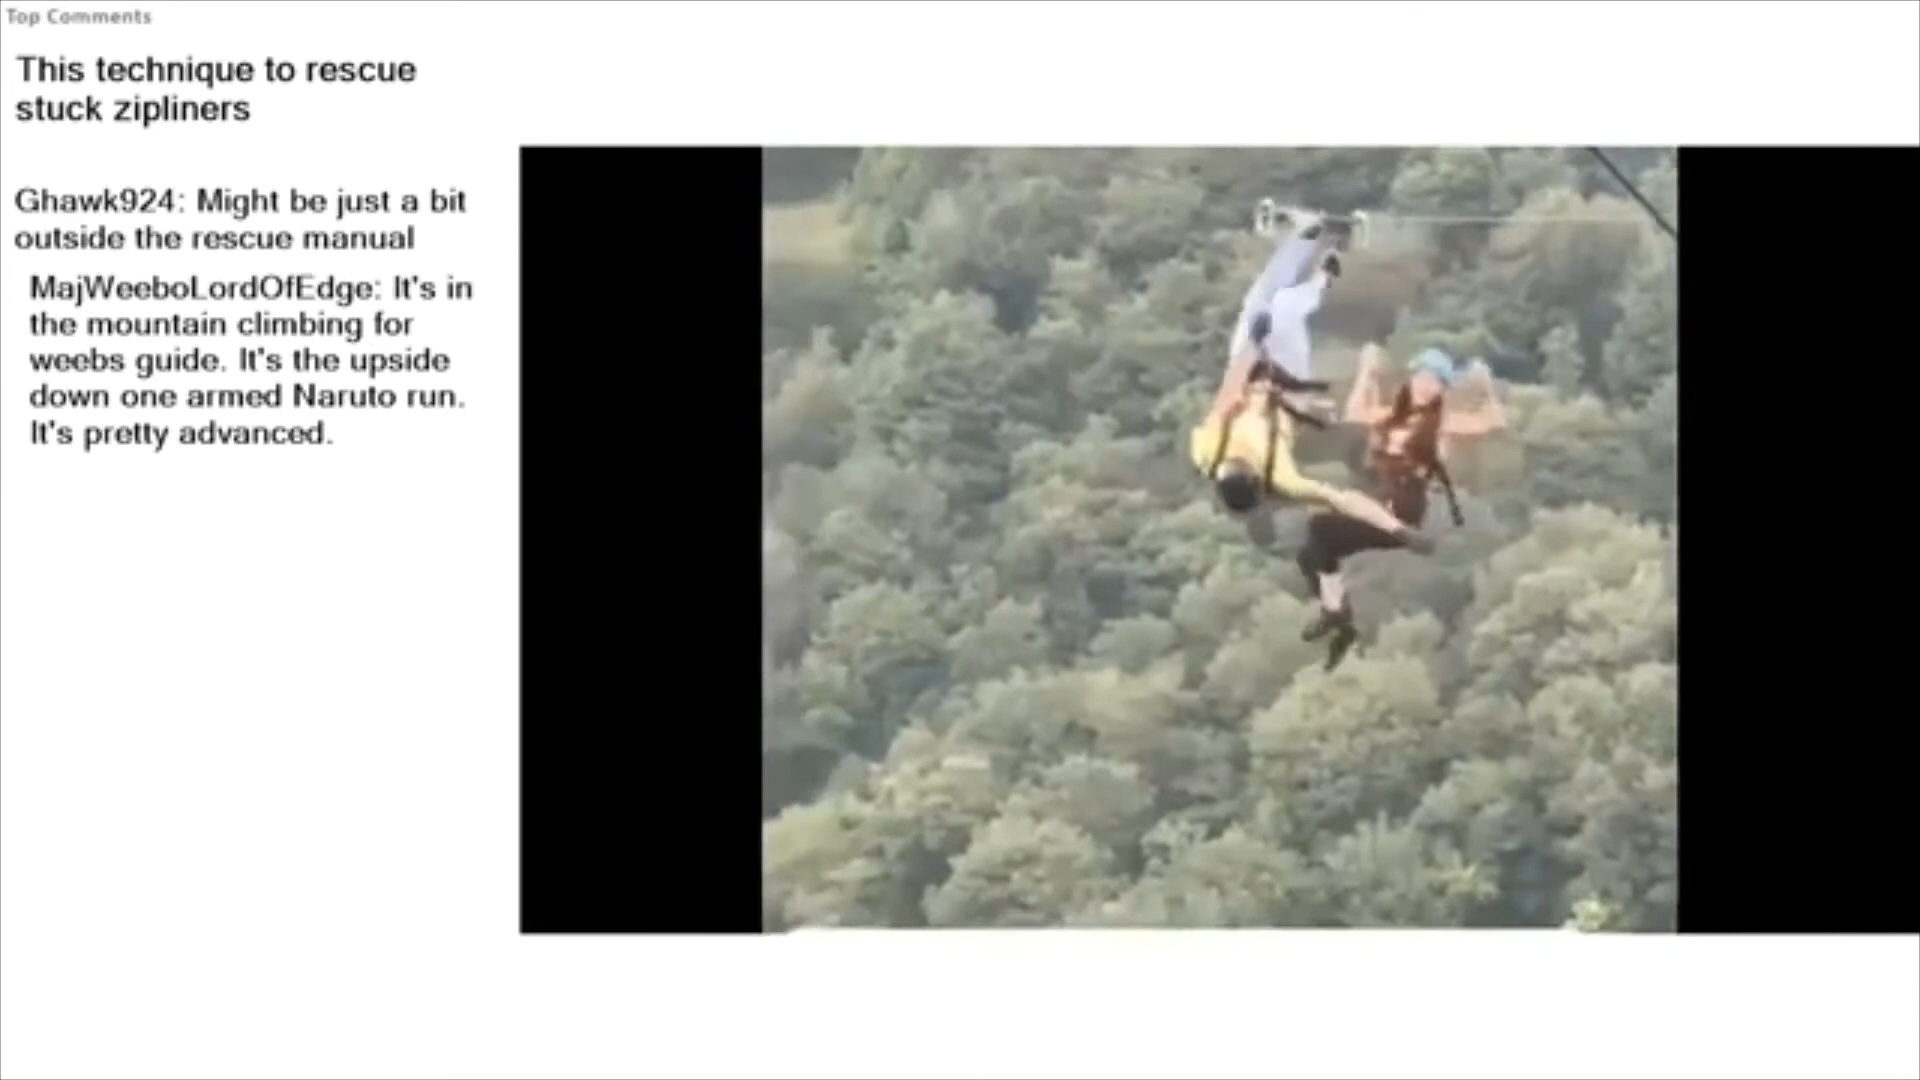 Top Comments
This technique to rescue
stuck zipliners
Ghawk924: Might be just a bit
outside the rescue manual
MajWeeboLordOfEdge: It's in
the mountain climbing for
weebs guide. It's the upside
down one armed Naruto run.
It's pretty advanced.